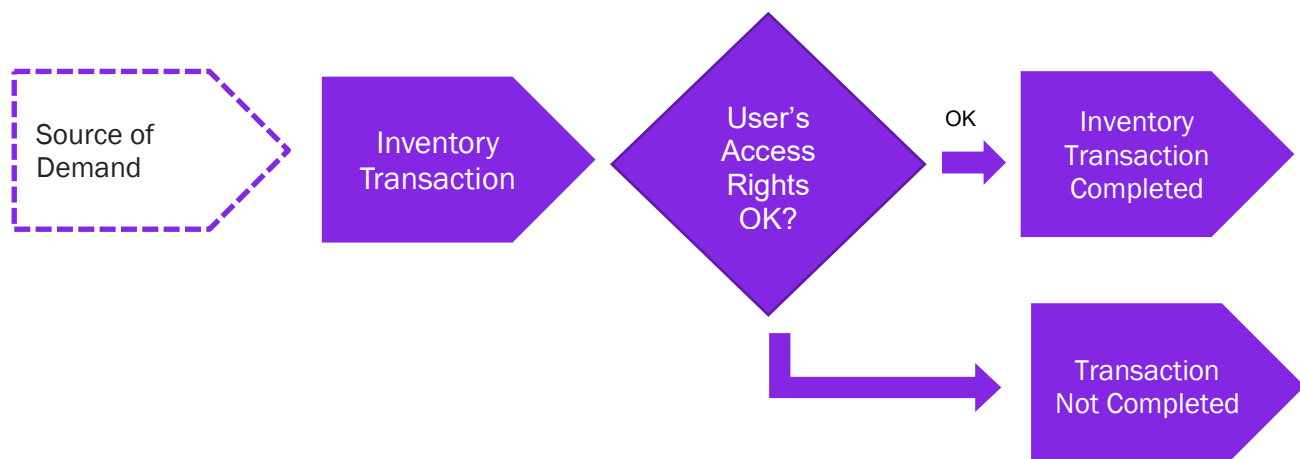 Source of
Demand
Inventory
Transaction
User's
Access
Rights
OK?
OK
Inventory
Transaction
Completed
Transaction
Not Completed